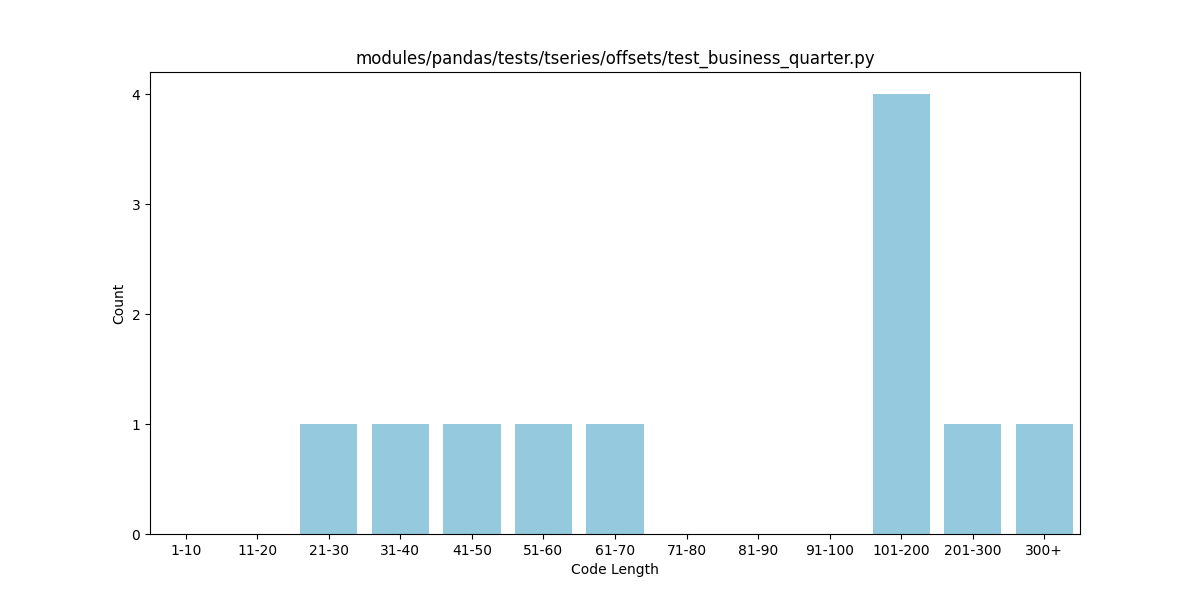 modules/pandas/tests/tseries/offsets/test_business_quarter.py
Count
4
3
2
1
0
1-10 11-20 21-30 31-40 41-50 51-60 61-70 71-80 81-90 91-100 101-200 201-300 300+
Code Length